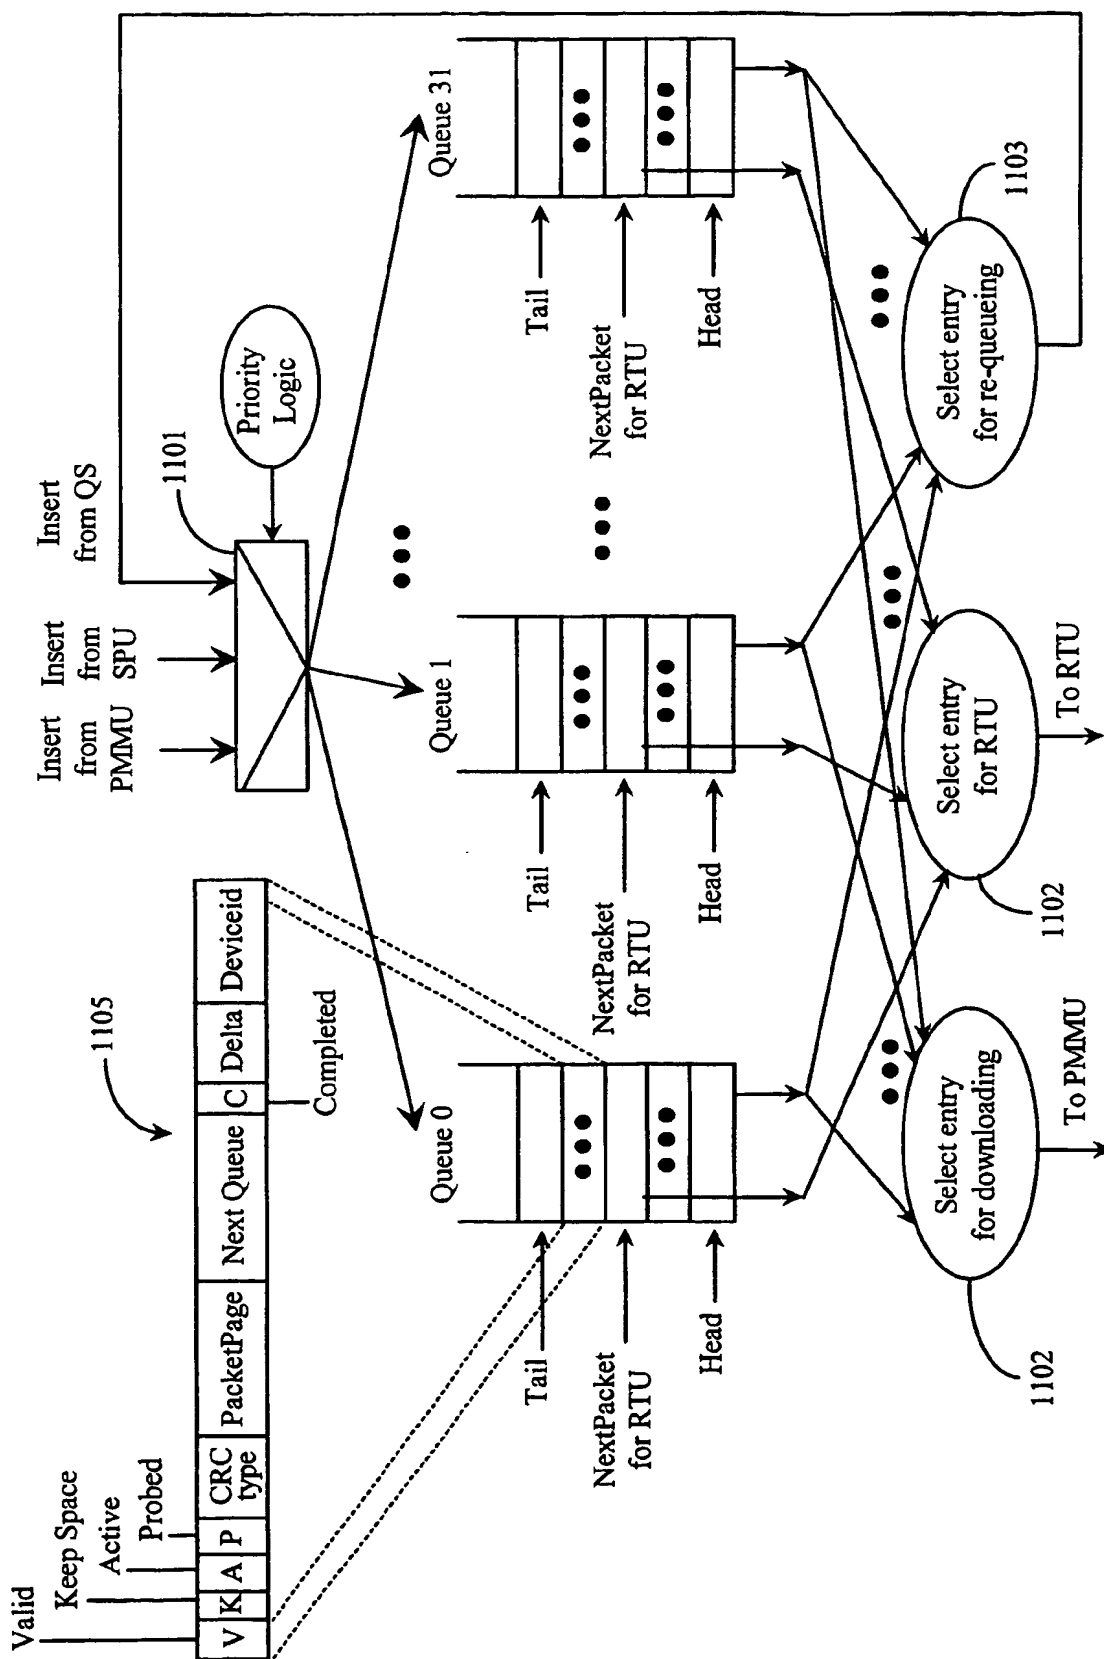 Valid
Keep Space
Active
Probed
V
K
A
P
CRC
type
PacketPage
Next Queue
C
Delta
Deviceid
Completed
1105
Insert
from
PMMU
Insert
from
SPU
Insert
from QS
1101
Priority
Logic
Queue 0
Tail
NextPacket
for RTU
Head
Queue 1
Tail
NextPacket
for RTU
Head
Queue 31
Tail
NextPacket
for RTU
Head
Select entry
for downloading
1102
To PMMU
Select entry
for RTU
1102
To RTU
Select entry
for re-queueing
1103